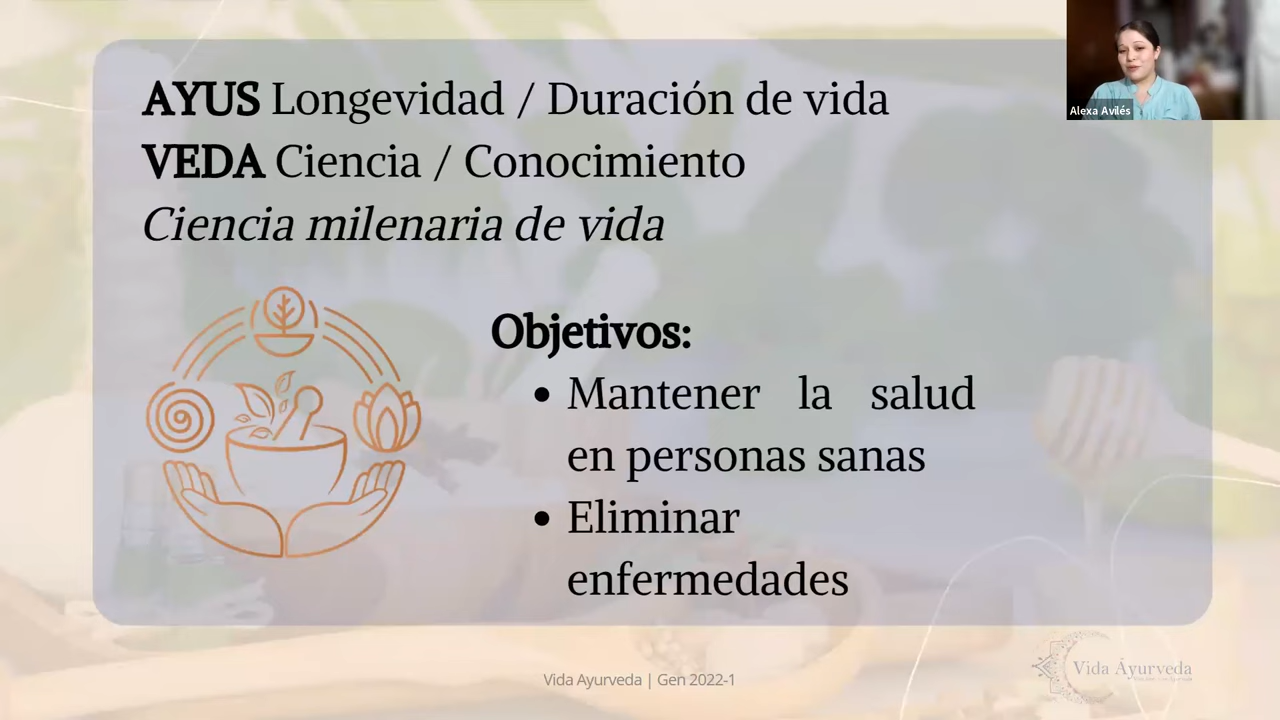 AYUS Longevidad / Duración de vida
VEDA Ciencia / Conocimiento
Ciencia milenaria de vida
Objetivos:
• Mantener la salud
en personas sanas
• Eliminar
enfermedades
Alexa Avilés
Vida Ayurveda | Gen 2022-1
Vida Áyurveda